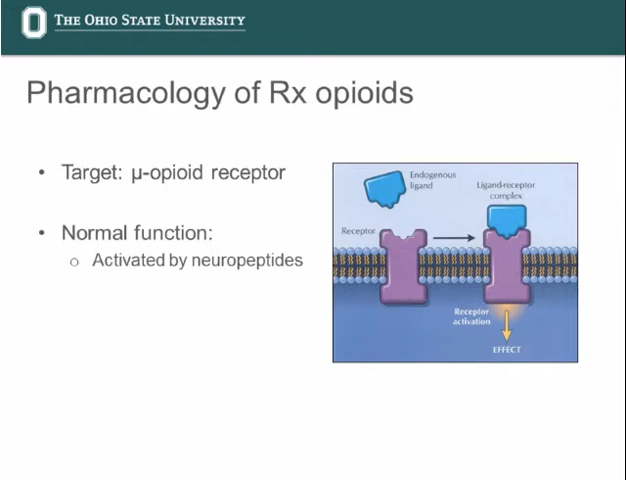 THE OHIO STATE UNIVERSITY
Pharmacology of Rx opioids
• Target: μ-opioid receptor
• Normal function:
o Activated by neuropeptides
Endogenous
ligand
Ligand-receptor
complex
Receptor
Receptor
activation
EFFECT